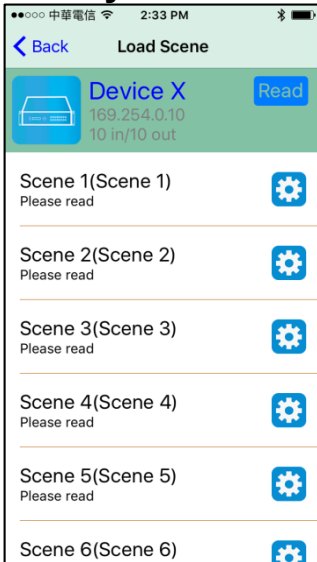 中華電信 2:33 PM
Back Load Scene
Device X
Read
169.254.0.10
10 in/10 out
Scene 1(Scene 1)
Please read
Scene 2(Scene 2)
Please read
Scene 3(Scene 3)
Please read
Scene 4(Scene 4)
Please read
Scene 5(Scene 5)
Please read
Scene 6(Scene 6)